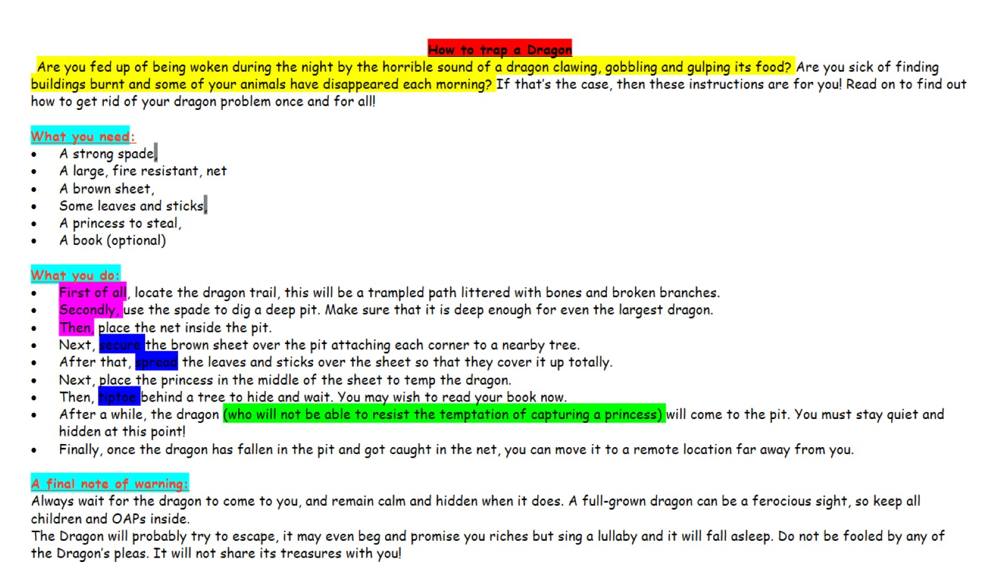 How to trap a Dragon
Are you fed up of being woken during the night by the horrible sound of a dragon clawing, gobbling and gulping its food? Are you sick of finding
buildings burnt and some of your animals have disappeared each morning? If that's the case, then these instructions are for you! Read on to find out
how to get rid of your dragon problem once and for all!
What you need:
• A strong spade,
• A large, fire resistant, net
• A brown sheet,
• Some leaves and sticks,
• A princess to steal,
• A book (optional)
What you do:
• First of all, locate the dragon trail, this will be a trampled path littered with bones and broken branches.
• Secondly, use the spade to dig a deep pit. Make sure that it is deep enough for even the largest dragon.
• Then, place the net inside the pit.
• Next, secure the brown sheet over the pit attaching each corner to a nearby tree.
• After that, spread the leaves and sticks over the sheet so that they cover it up totally.
• Next, place the princess in the middle of the sheet to temp the dragon.
• Then, tiptoe behind a tree to hide and wait. You may wish to read your book now.
• After a while, the dragon (who will not be able to resist the temptation of capturing a princess) will come to the pit. You must stay quiet and
hidden at this point!
• Finally, once the dragon has fallen in the pit and got caught in the net, you can move it to a remote location far away from you.
A final note of warning:
Always wait for the dragon to come to you, and remain calm and hidden when it does. A full-grown dragon can be a ferocious sight, so keep all
children and OAPs inside.
The Dragon will probably try to escape, it may even beg and promise you riches but sing a lullaby and it will fall asleep. Do not be fooled by any of
the Dragon's pleas. It will not share its treasures with you!